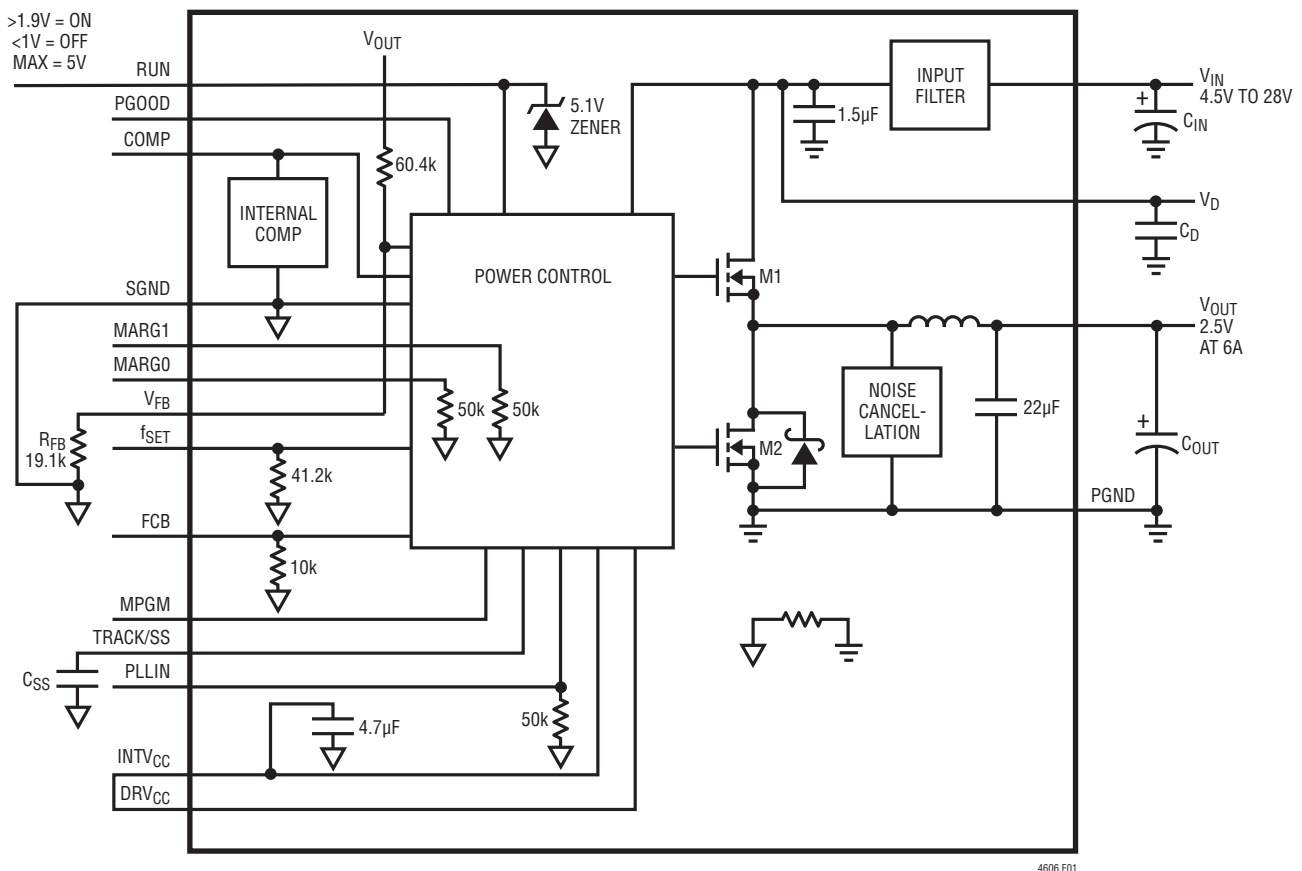 >1.9V = ON
<1V = OFF
MAX = 5V
RUN
PGOOD
COMP
INTERNAL
COMP
SGND
MARG1
MARG0
VFB
fSET
RFB
19.1k
FCB
MPGM
TRACK/SS
CSS
PLLIN
INTVCC
DRVCC
VOUT
60.4k
5.1V
ZENER
POWER CONTROL
50k
50k
41.2k
10k
4.7µF
50k
1.5µF
INPUT
FILTER
VIN
4.5V TO 28V
CIN
VD
CD
M1
M2
VOUT
2.5V
AT 6A
NOISE
CANCEL-
LATION
22µF
COUT
PGND
4606 F01